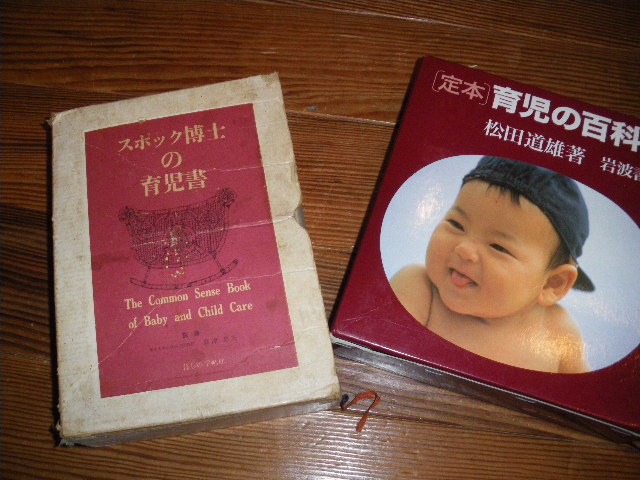 スポック博士
の
育児書
The Common Sense Book
of Baby and Child Care
[定本]育児の百科
松田道雄著 岩波書